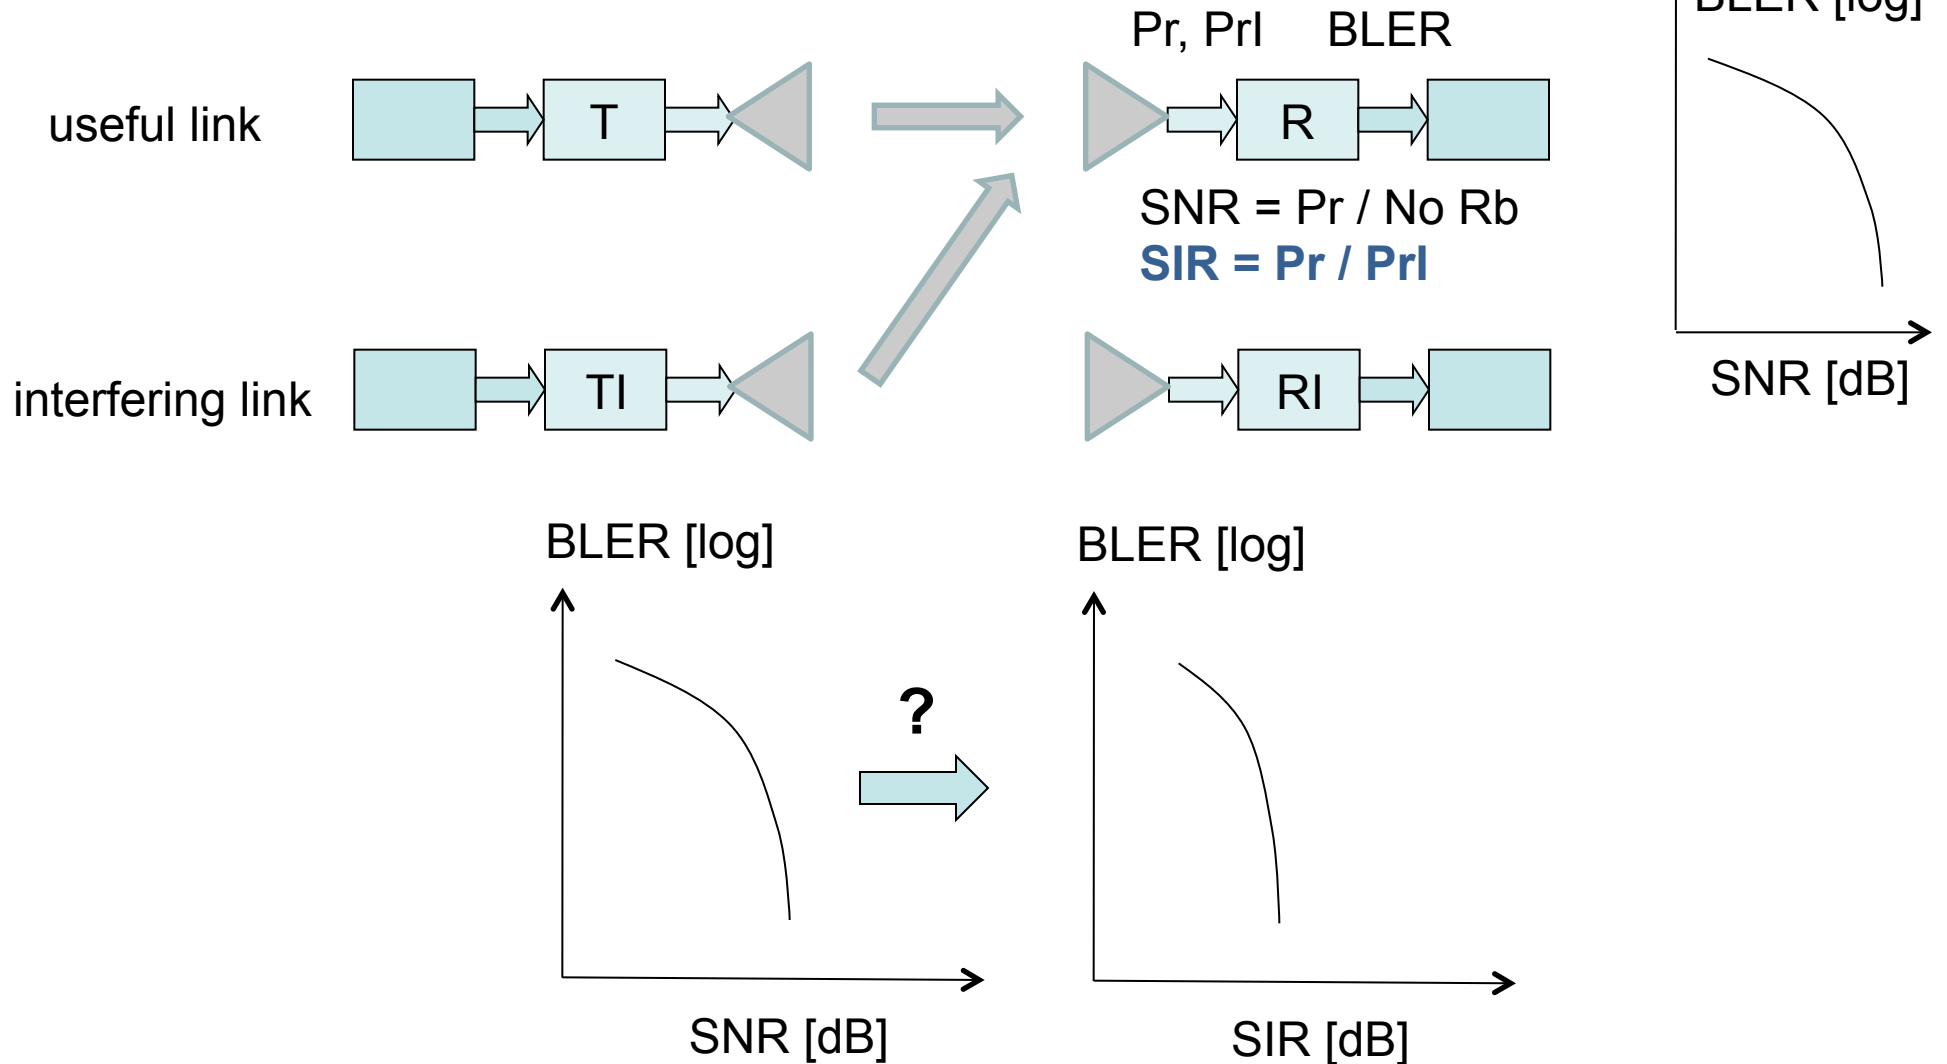 Pr, PrI BLER
BLER [log]
useful link
T
R
SNR = Pr / No Rb
SIR = Pr / PrI
SNR [dB]
interfering link
TI
RI
BLER [log]
BLER [log]
?
SNR [dB]
SIR [dB]